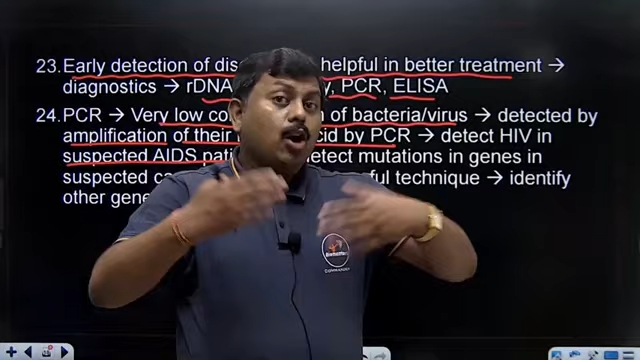 23. Early detection of dis helpful in better treatment →
diagnostics → rDNA y, PCR, ELISA
24. PCR → Very low co n of bacteria/virus → detected by
amplification of their cid by PCR → detect HIV in
suspected AIDS pati detect mutations in genes in
suspected ca ful technique → identify
other gene